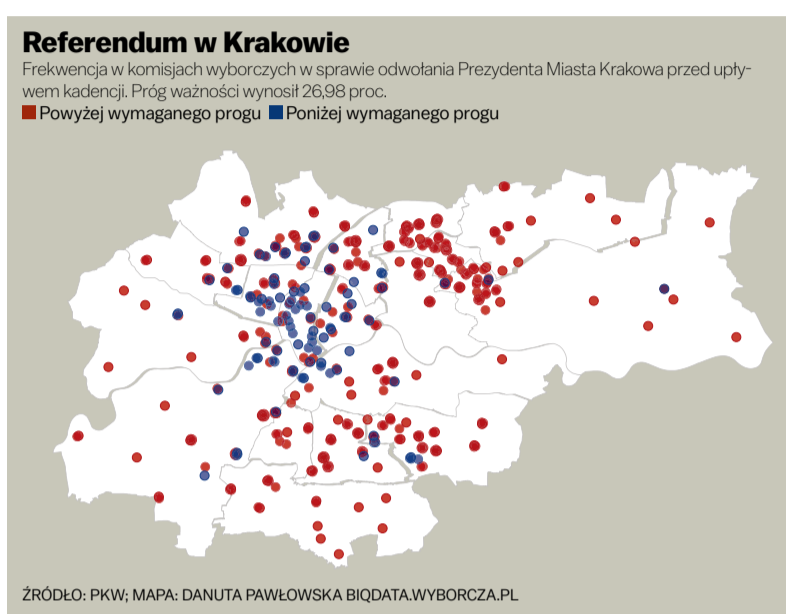 Referendum w Krakowie
Frekwencja w komisjach wyborczych w sprawie odwołania Prezydenta Miasta Krakowa przed upły-
wem kadencji. Próg ważności wynosił 26,98 proc.
Powyżej wymaganego progu Poniżej wymaganego progu
ŹRÓDŁO: PKW; MAPA: DANUTA PAWŁOWSKA BIQDATA.WYBORCZA.PL